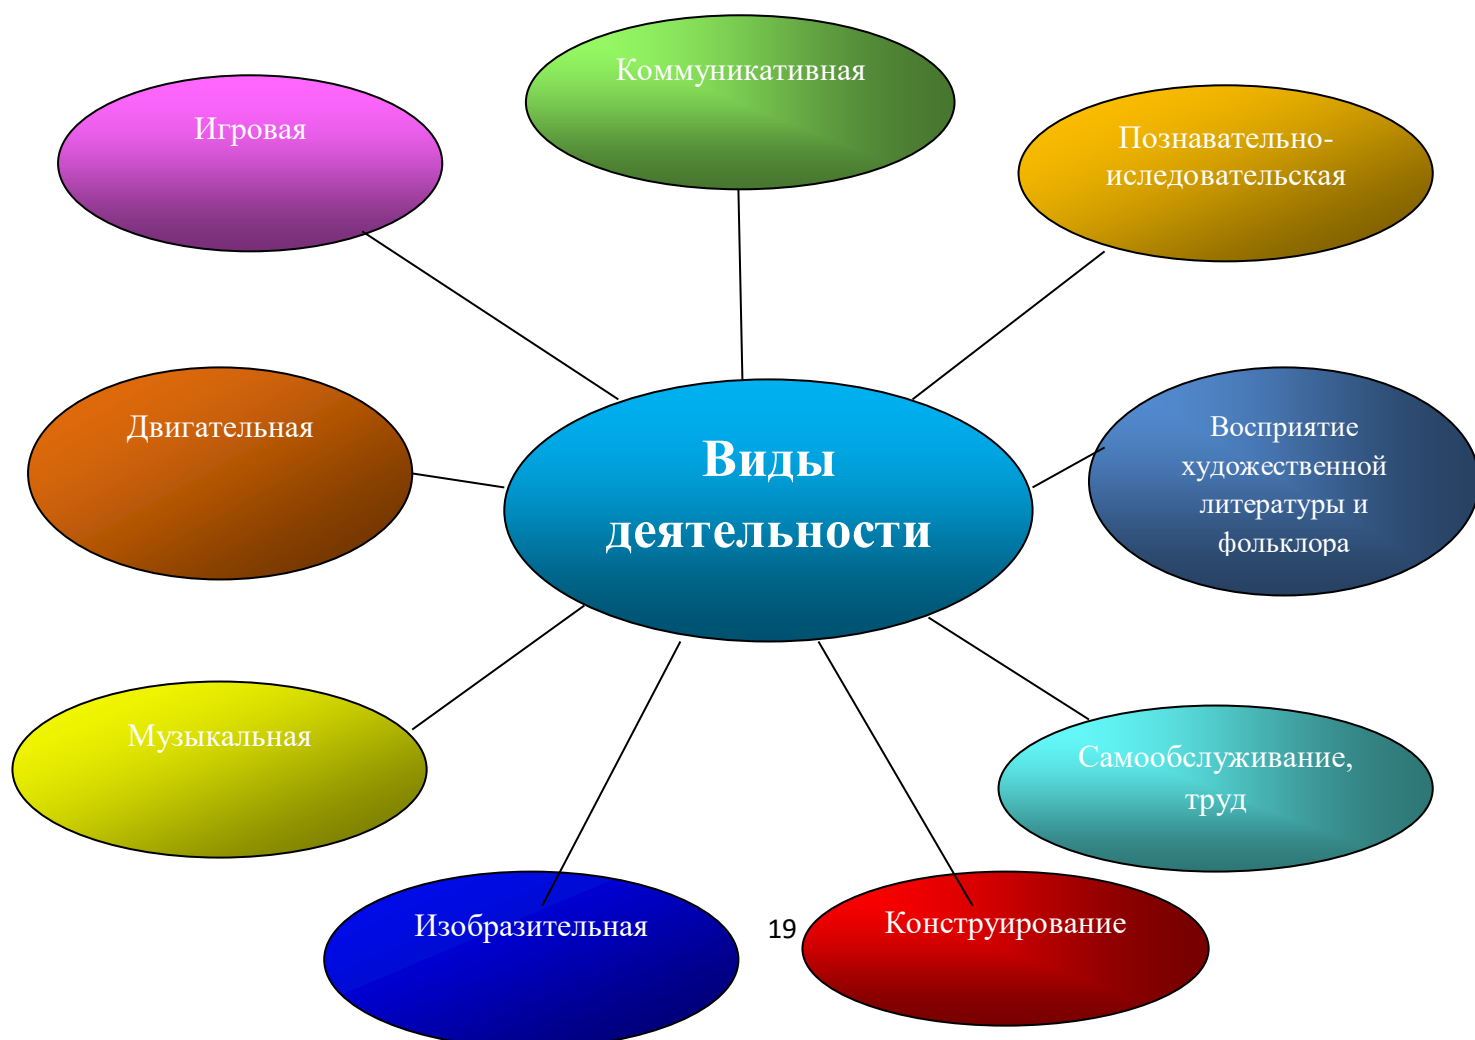 Коммуникативная
Игровая
Познавательно-
иследовательская
Двигательная
Восприятие
художественной
литературы и
фольклора
Виды
деятельности
Музыкальная
Самообслуживание,
труд
Изобразительная
19
Конструирование